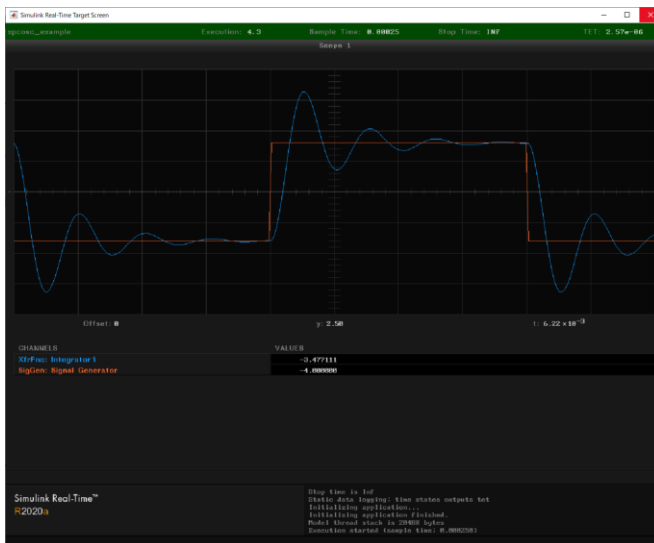 Simulink Real-Time Target Screen
xpcosc_example Execution: 4.3 Sample Time: 0.00025 Stop Time: INF TET: 2.57e-06
Scope 1
Offset: 0 y: 2.50 t: 6.22 ×10⁻³
CHANNELS VALUES
XfrFnc: Integrator1 -3.477111
SigGen: Signal Generator -4.000000
Stop time is Inf
Static data logging: time states outputs tet
Initializing application...
Initializing application finished.
Model thread stack is 2048K bytes
Execution started (sample time: 0.000250)
Simulink Real-Time™
R2020a